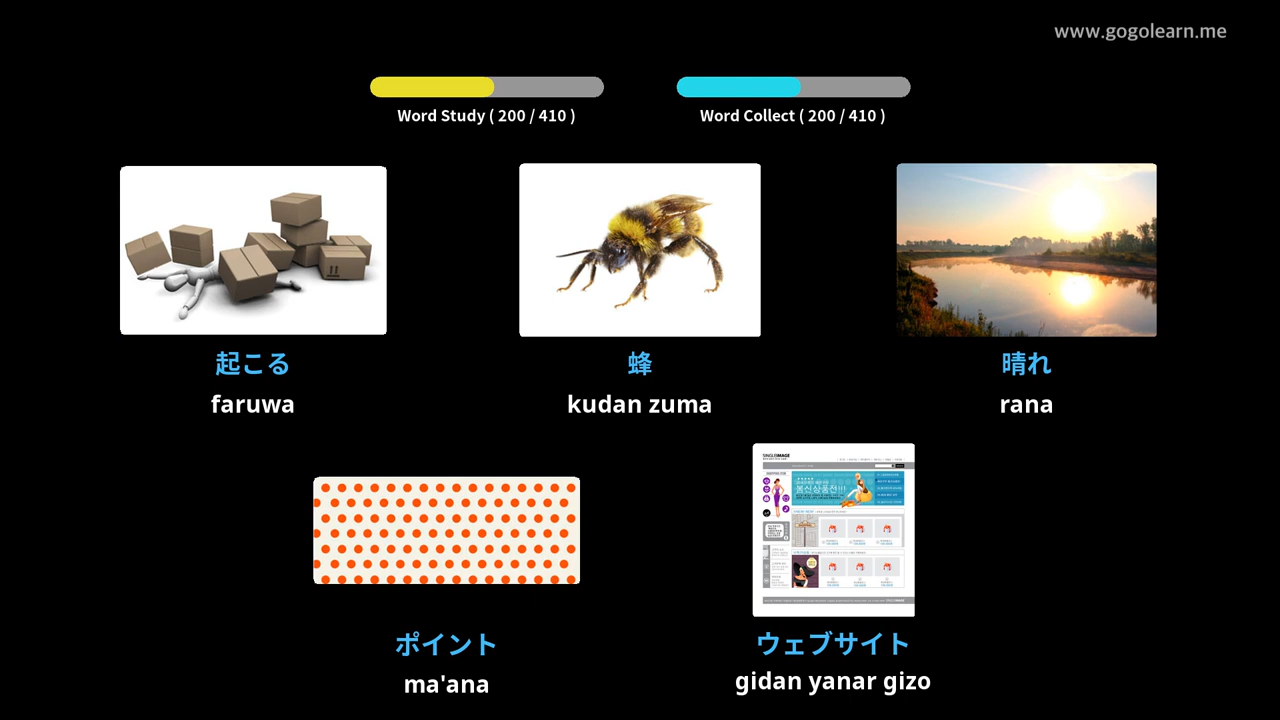 www.gogolearn.me
Word Study ( 200 / 410 )
Word Collect ( 200 / 410 )
起こる
faruwa
蜂
kudan zuma
晴れ
rana
SINGLEIMAGE
ポイント
ma'ana
ウェブサイト
gidan yanar gizo